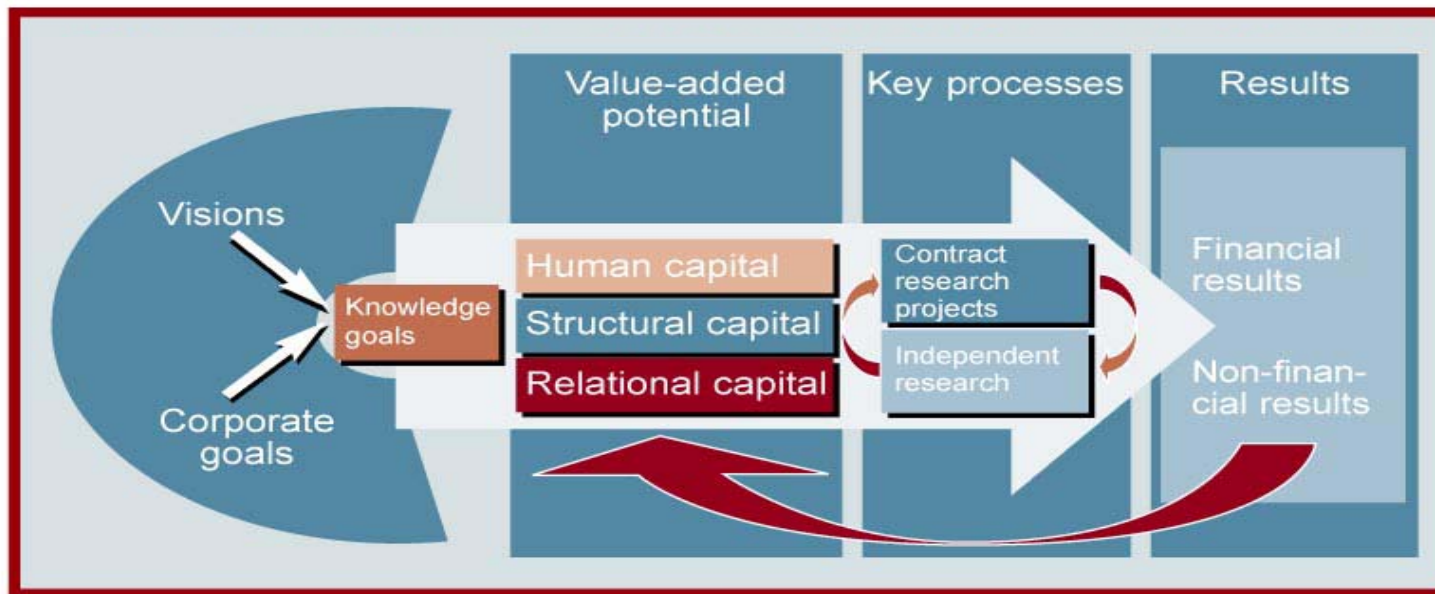 Value-added
potential
Key processes
Results
Visions
Knowledge
goals
Corporate
goals
Human capital
Structural capital
Relational capital
Contract
research
projects
Independent
research
Financial
results
Non-finan-
cial results